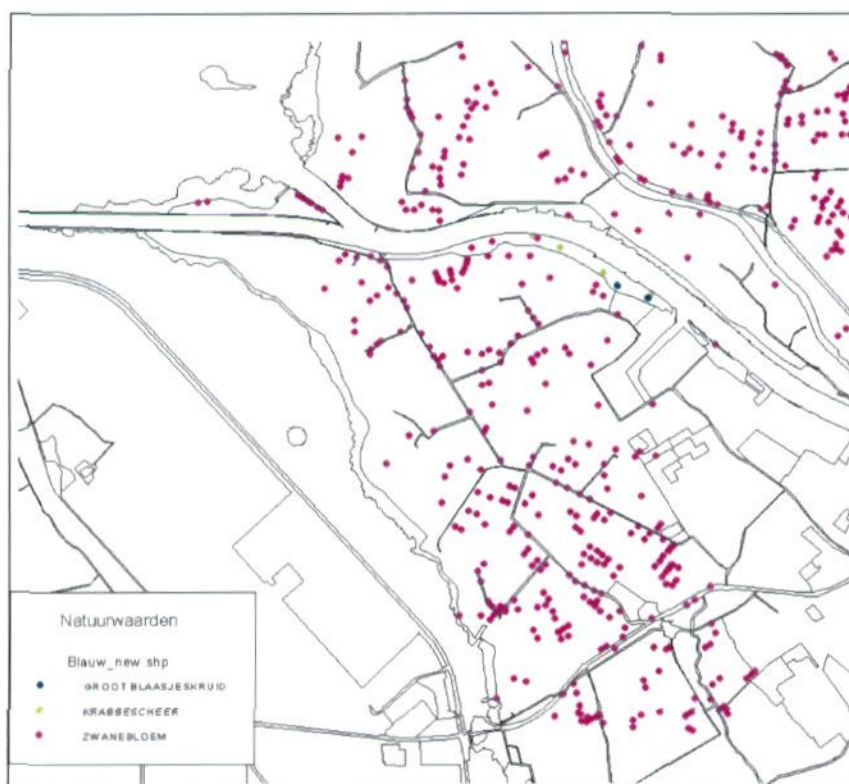 Natuurwaarden
Blauw_new shp
GROOT BLAASJESKRUID
KRABBESCHEER
ZWANEBLOEM